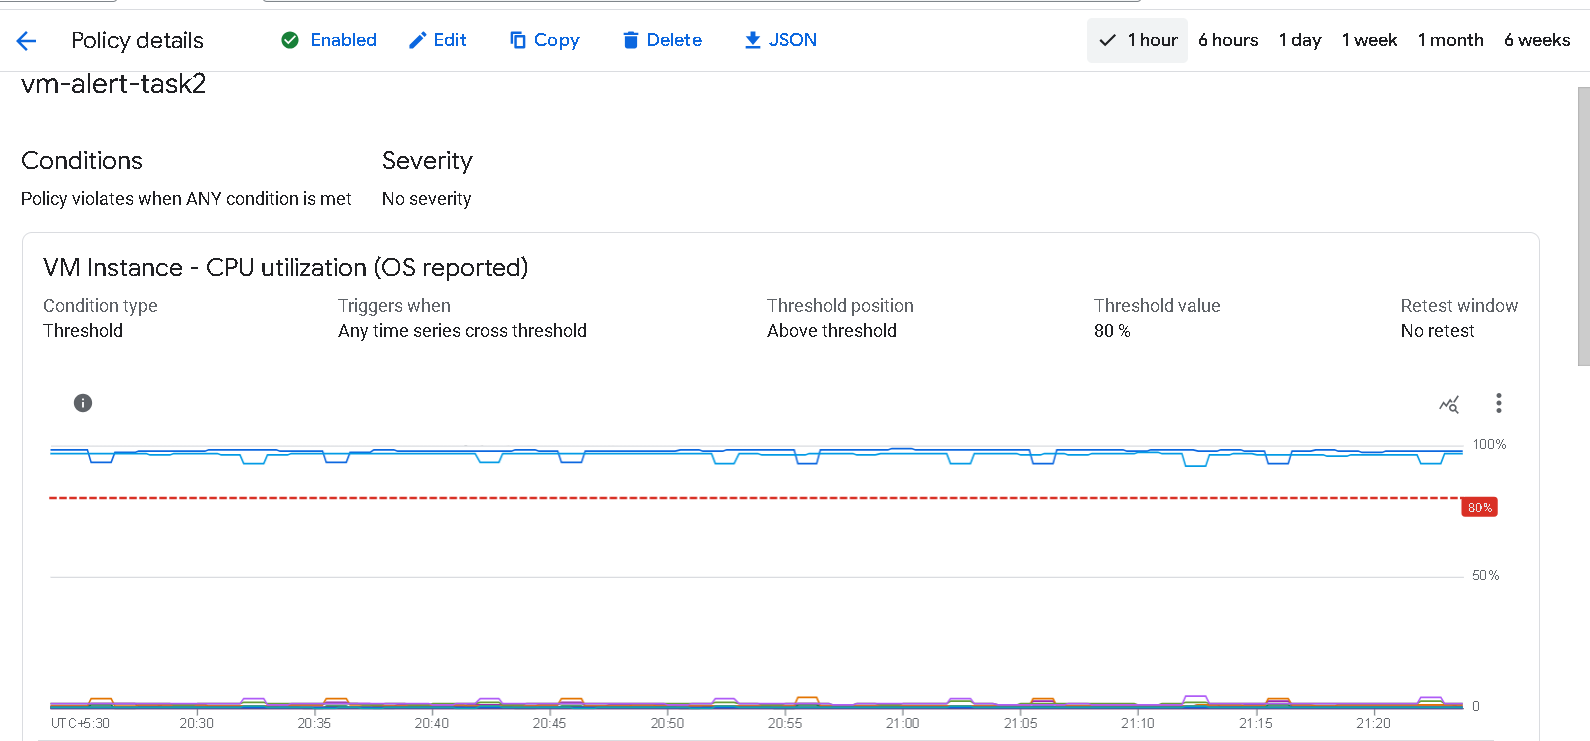 Policy details Enabled Edit Copy Delete JSON 1 hour 6 hours 1 day 1 week 1 month 6 weeks
vm-alert-task2
Conditions Severity
Policy violates when ANY condition is met No severity
VM Instance - CPU utilization (OS reported)
Condition type Triggers when Threshold position Threshold value Retest window
Threshold Any time series cross threshold Above threshold 80 % No retest
100%
80%
50%
0
UTC+5:30 20:30 20:35 20:40 20:45 20:50 20:55 21:00 21:05 21:10 21:15 21:20